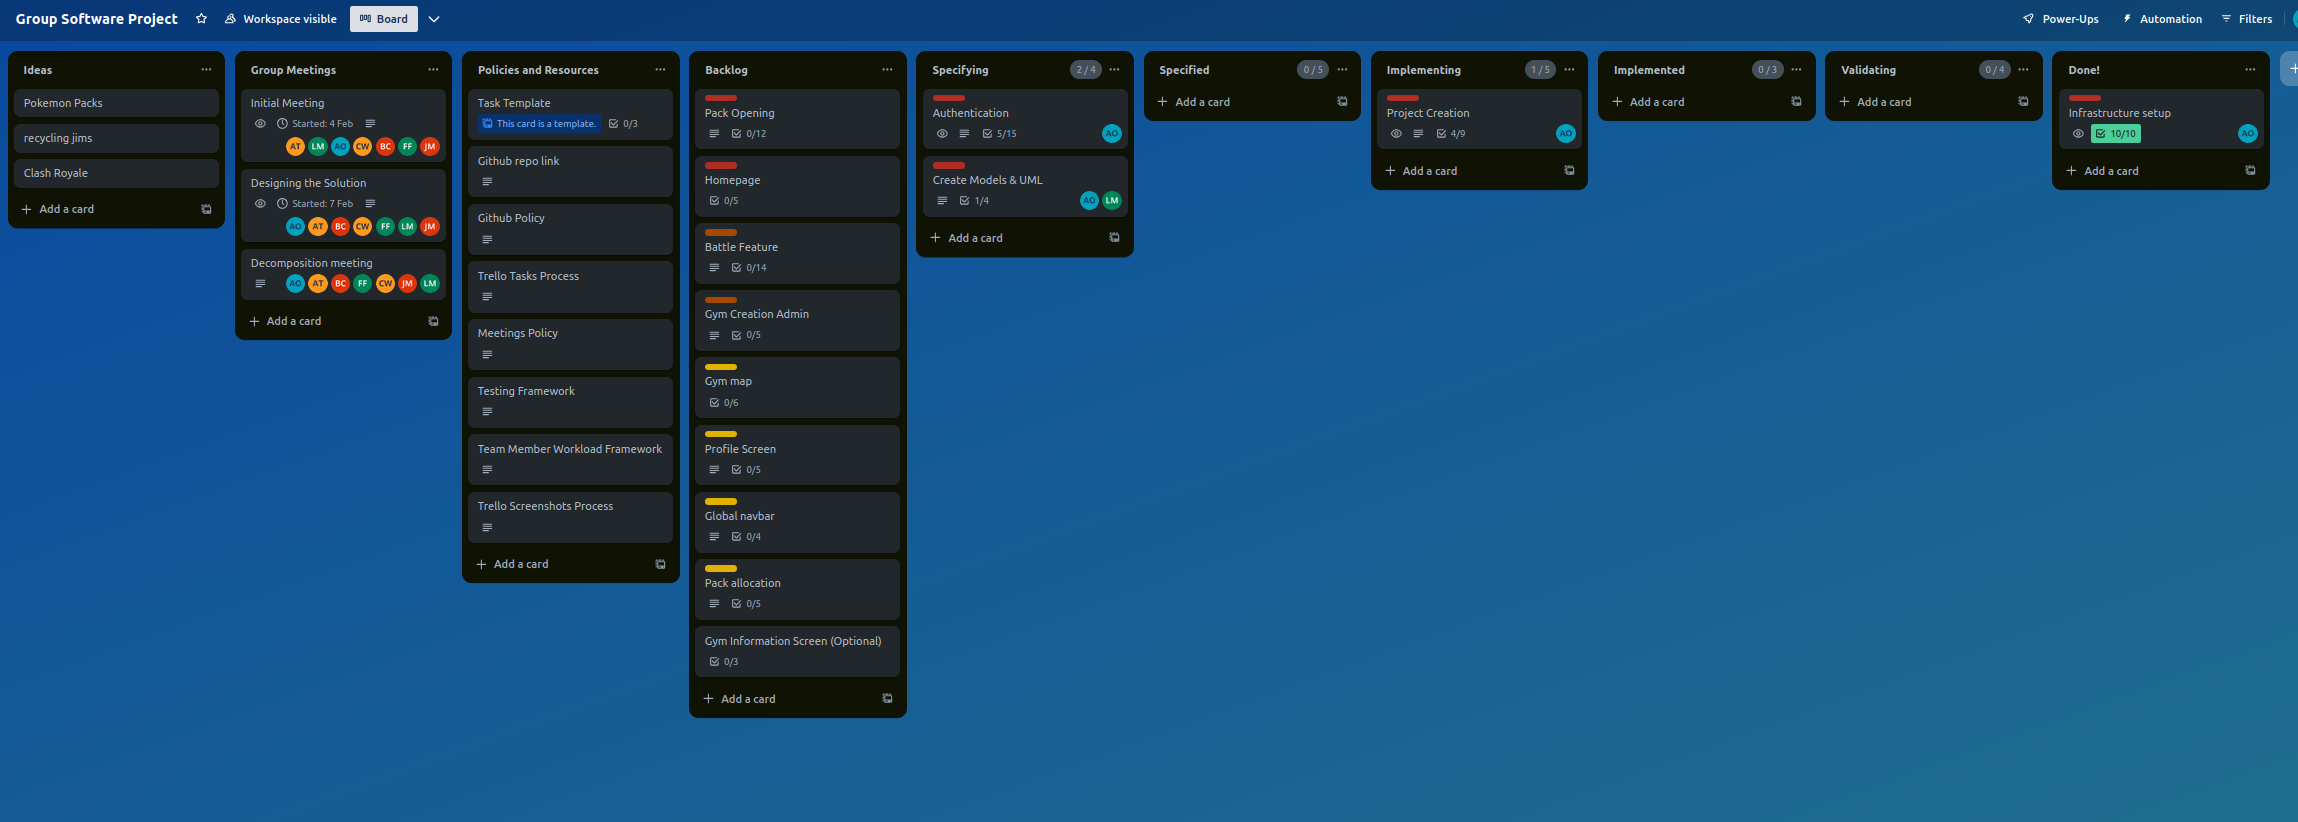 Group Software Project
Workspace visible
Board
Power-Ups
Automation
Filters
Ideas
Pokemon Packs
recycling jims
Clash Royale
Add a card
Group Meetings
Initial Meeting
Started: 4 Feb
AT LM AO CW BC FF JM
Designing the Solution
Started: 7 Feb
AO AT BC CW FF LM JM
Decomposition meeting
AO AT BC FF CW JM LM
Add a card
Policies and Resources
Task Template
This card is a template. 0/3
Github repo link
Github Policy
Trello Tasks Process
Meetings Policy
Testing Framework
Team Member Workload Framework
Trello Screenshots Process
Add a card
Backlog
Pack Opening
0/12
Homepage
0/5
Battle Feature
0/14
Gym Creation Admin
0/5
Gym map
0/6
Profile Screen
0/5
Global navbar
0/4
Pack allocation
0/5
Gym Information Screen (Optional)
0/3
Add a card
Specifying 2 / 4
Authentication
5/15 AO
Create Models & UML
1/4 AO LM
Add a card
Specified 0 / 5
Add a card
Implementing 1 / 5
Project Creation
4/9 AO
Add a card
Implemented 0 / 3
Add a card
Validating 0 / 4
Add a card
Done!
Infrastructure setup
10/10 AO
Add a card